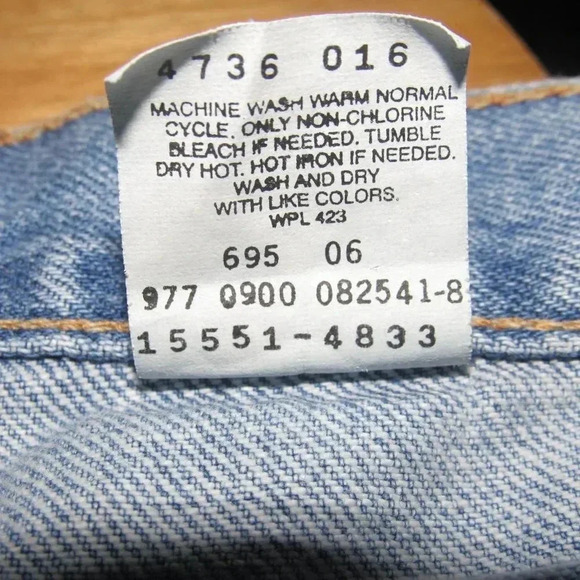 4736 016
MACHINE WASH WARM NORMAL
CYCLE. ONLY NON-CHLORINE
BLEACH IF NEEDED. TUMBLE
DRY HOT. HOT IRON IF NEEDED.
WASH AND DRY
WITH LIKE COLORS.
WPL 423
695 06
977 0900 082541-8
15551-4833